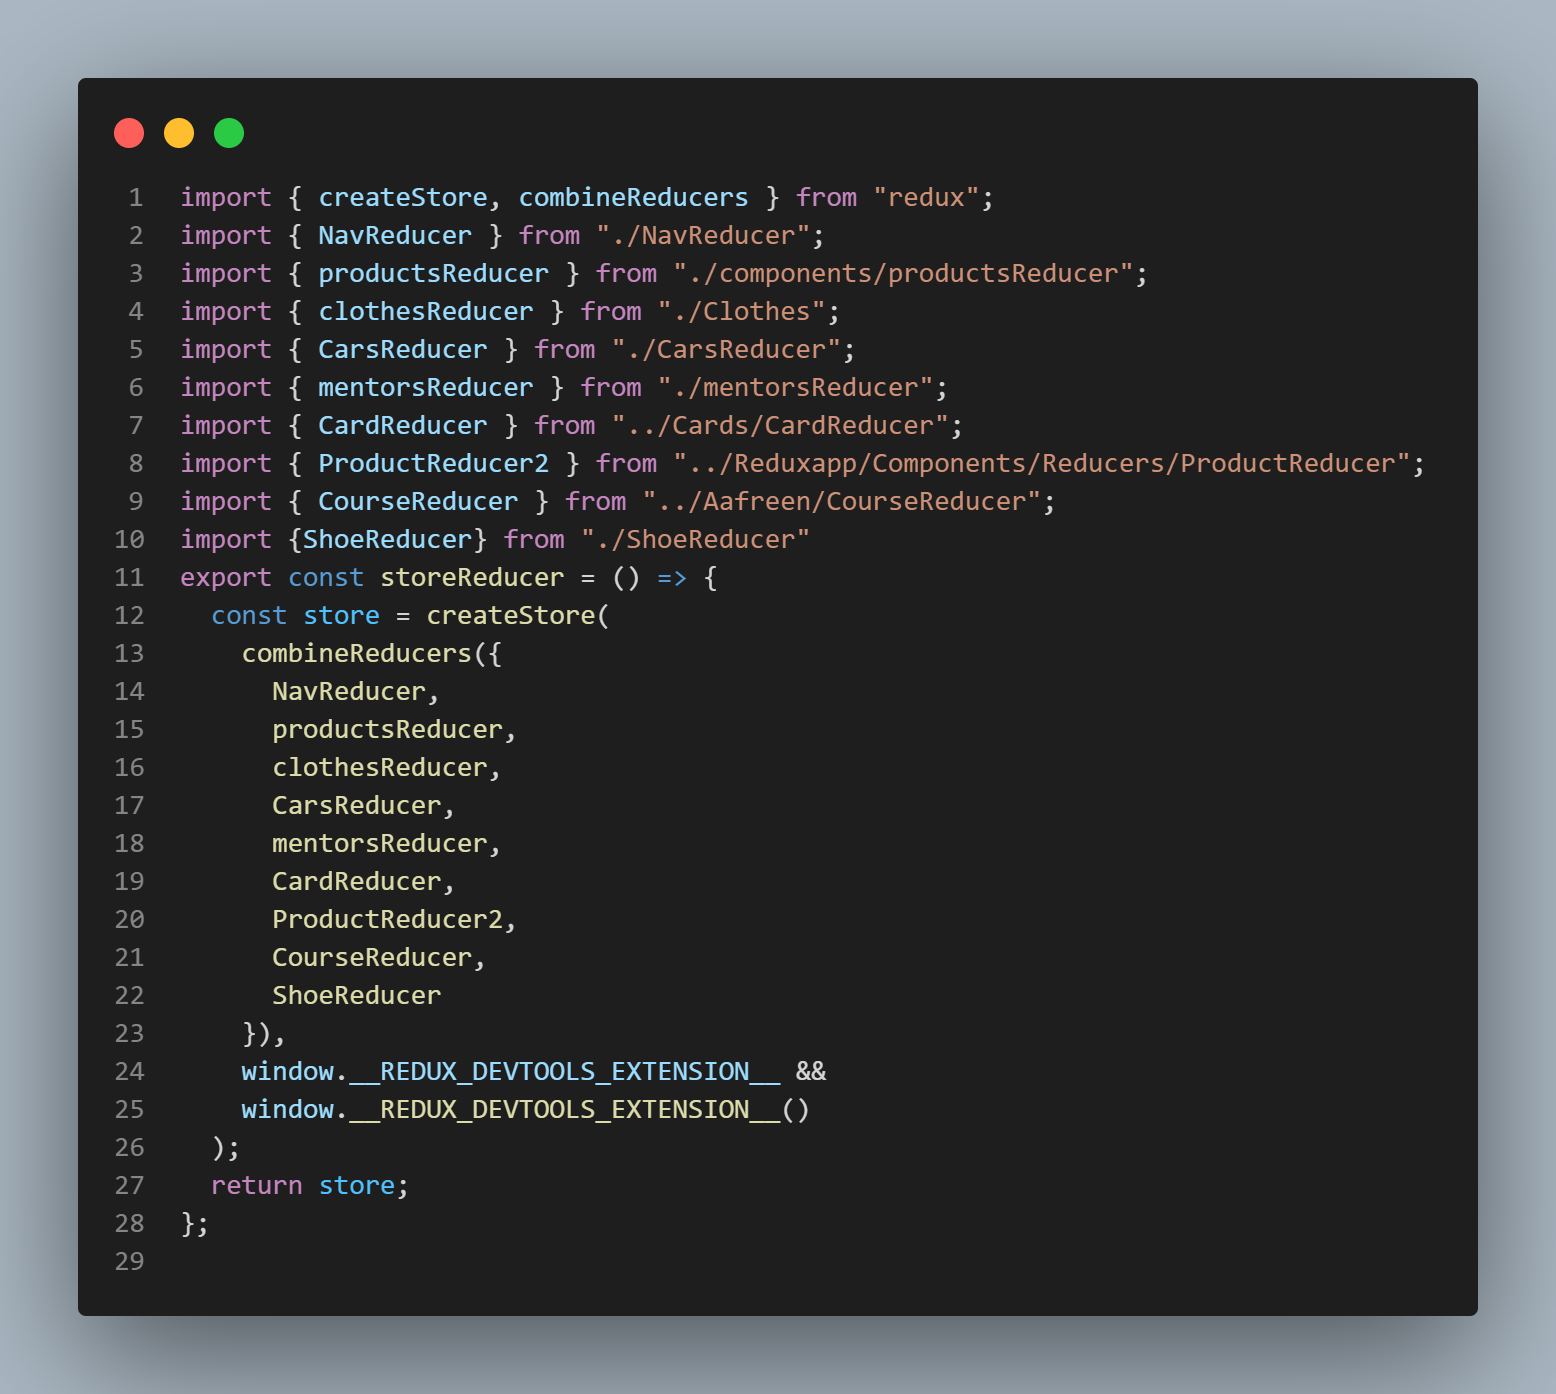 1 import { createStore, combineReducers } from "redux";
2 import { NavReducer } from "./NavReducer";
3 import { productsReducer } from "./components/productsReducer";
4 import { clothesReducer } from "./Clothes";
5 import { CarsReducer } from "./CarsReducer";
6 import { mentorsReducer } from "./mentorsReducer";
7 import { CardReducer } from "../Cards/CardReducer";
8 import { ProductReducer2 } from "../Reduxapp/Components/Reducers/ProductReducer";
9 import { CourseReducer } from "../Aafreen/CourseReducer";
10 import {ShoeReducer} from "./ShoeReducer"
11 export const storeReducer = () => {
12   const store = createStore(
13     combineReducers({
14       NavReducer,
15       productsReducer,
16       clothesReducer,
17       CarsReducer,
18       mentorsReducer,
19       CardReducer,
20       ProductReducer2,
21       CourseReducer,
22       ShoeReducer
23     }),
24     window.__REDUX_DEVTOOLS_EXTENSION__ &&
25     window.__REDUX_DEVTOOLS_EXTENSION__()
26   );
27   return store;
28 };
29